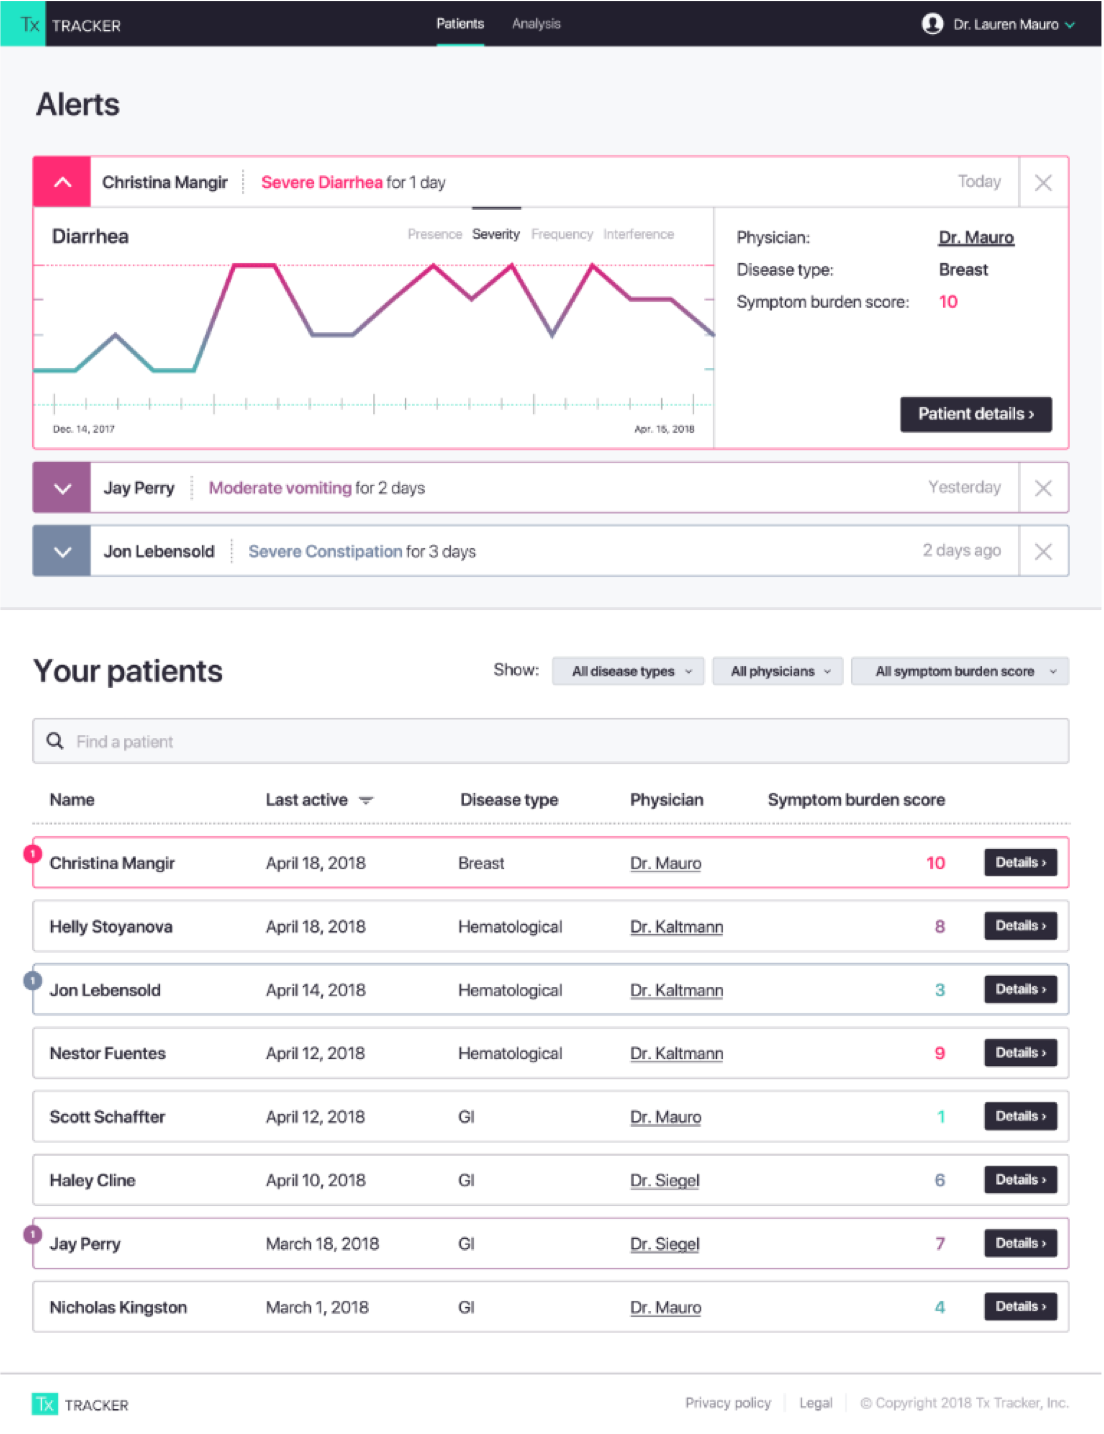 Tx TRACKER Patients Analysis Dr. Lauren Mauro
Alerts
Christina Mangir Severe Diarrhea for 1 day Today
Diarrhea Presence Severity Frequency Interference
Physician: Dr. Mauro
Disease type: Breast
Symptom burden score: 10
Patient details ›
Dec. 14, 2017 Apr. 15, 2018
Jay Perry Moderate vomiting for 2 days Yesterday
Jon Lebensold Severe Constipation for 3 days 2 days ago
Your patients Show: All disease types All physicians All symptom burden score
Find a patient
Name Last active Disease type Physician Symptom burden score
1 Christina Mangir April 18, 2018 Breast Dr. Mauro 10 Details ›
Helly Stoyanova April 18, 2018 Hematological Dr. Kaltmann 8 Details ›
1 Jon Lebensold April 14, 2018 Hematological Dr. Kaltmann 3 Details ›
Nestor Fuentes April 12, 2018 Hematological Dr. Kaltmann 9 Details ›
Scott Schaffter April 12, 2018 GI Dr. Mauro 1 Details ›
Haley Cline April 10, 2018 GI Dr. Siegel 6 Details ›
1 Jay Perry March 18, 2018 GI Dr. Siegel 7 Details ›
Nicholas Kingston March 1, 2018 GI Dr. Mauro 4 Details ›
Tx TRACKER Privacy policy Legal © Copyright 2018 Tx Tracker, Inc.